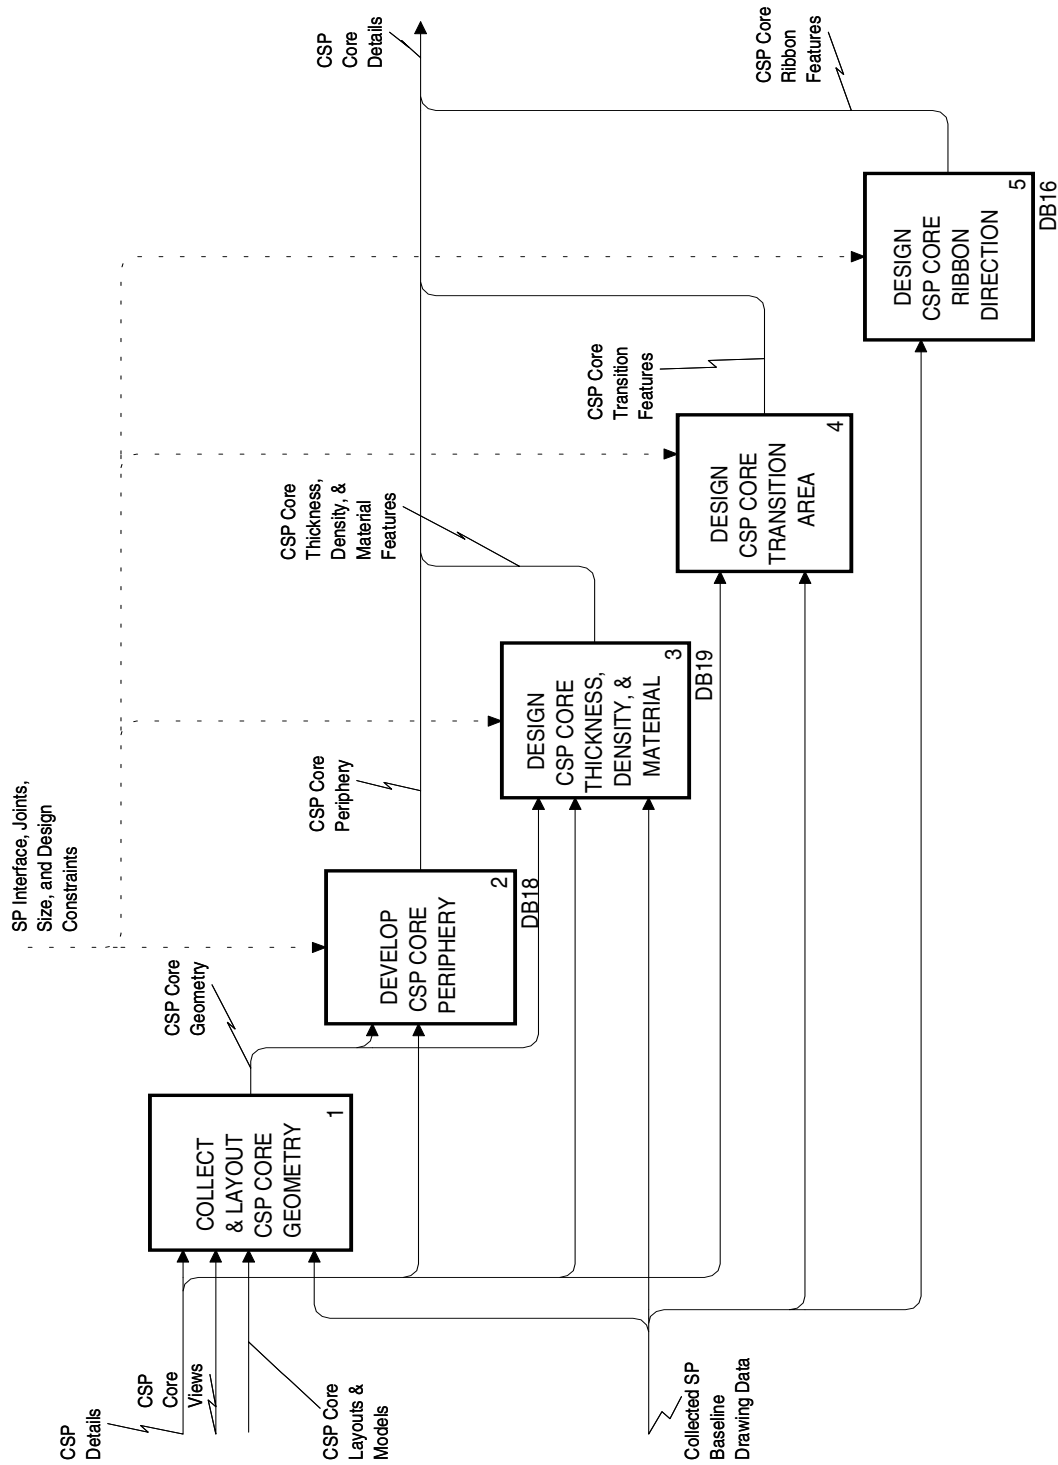 SP Interface, Joints,
Size, and Design
Constraints
CSP
Details
CSP
Core
Views
CSP Core
Layouts &
Models
COLLECT
& LAYOUT
CSP CORE
GEOMETRY
1
CSP Core
Geometry
DEVELOP
CSP CORE
PERIPHERY
2
DB18
CSP Core
Periphery
Collected SP
Baseline
Drawing Data
DESIGN
CSP CORE
THICKNESS,
DENSITY, &
MATERIAL
3
DB19
CSP Core
Thickness,
Density, &
Material
Features
DESIGN
CSP CORE
TRANSITION
AREA
4
CSP Core
Transition
Features
DESIGN
CSP CORE
RIBBON
DIRECTION
5
DB16
CSP Core
Ribbon
Features
CSP
Core
Details